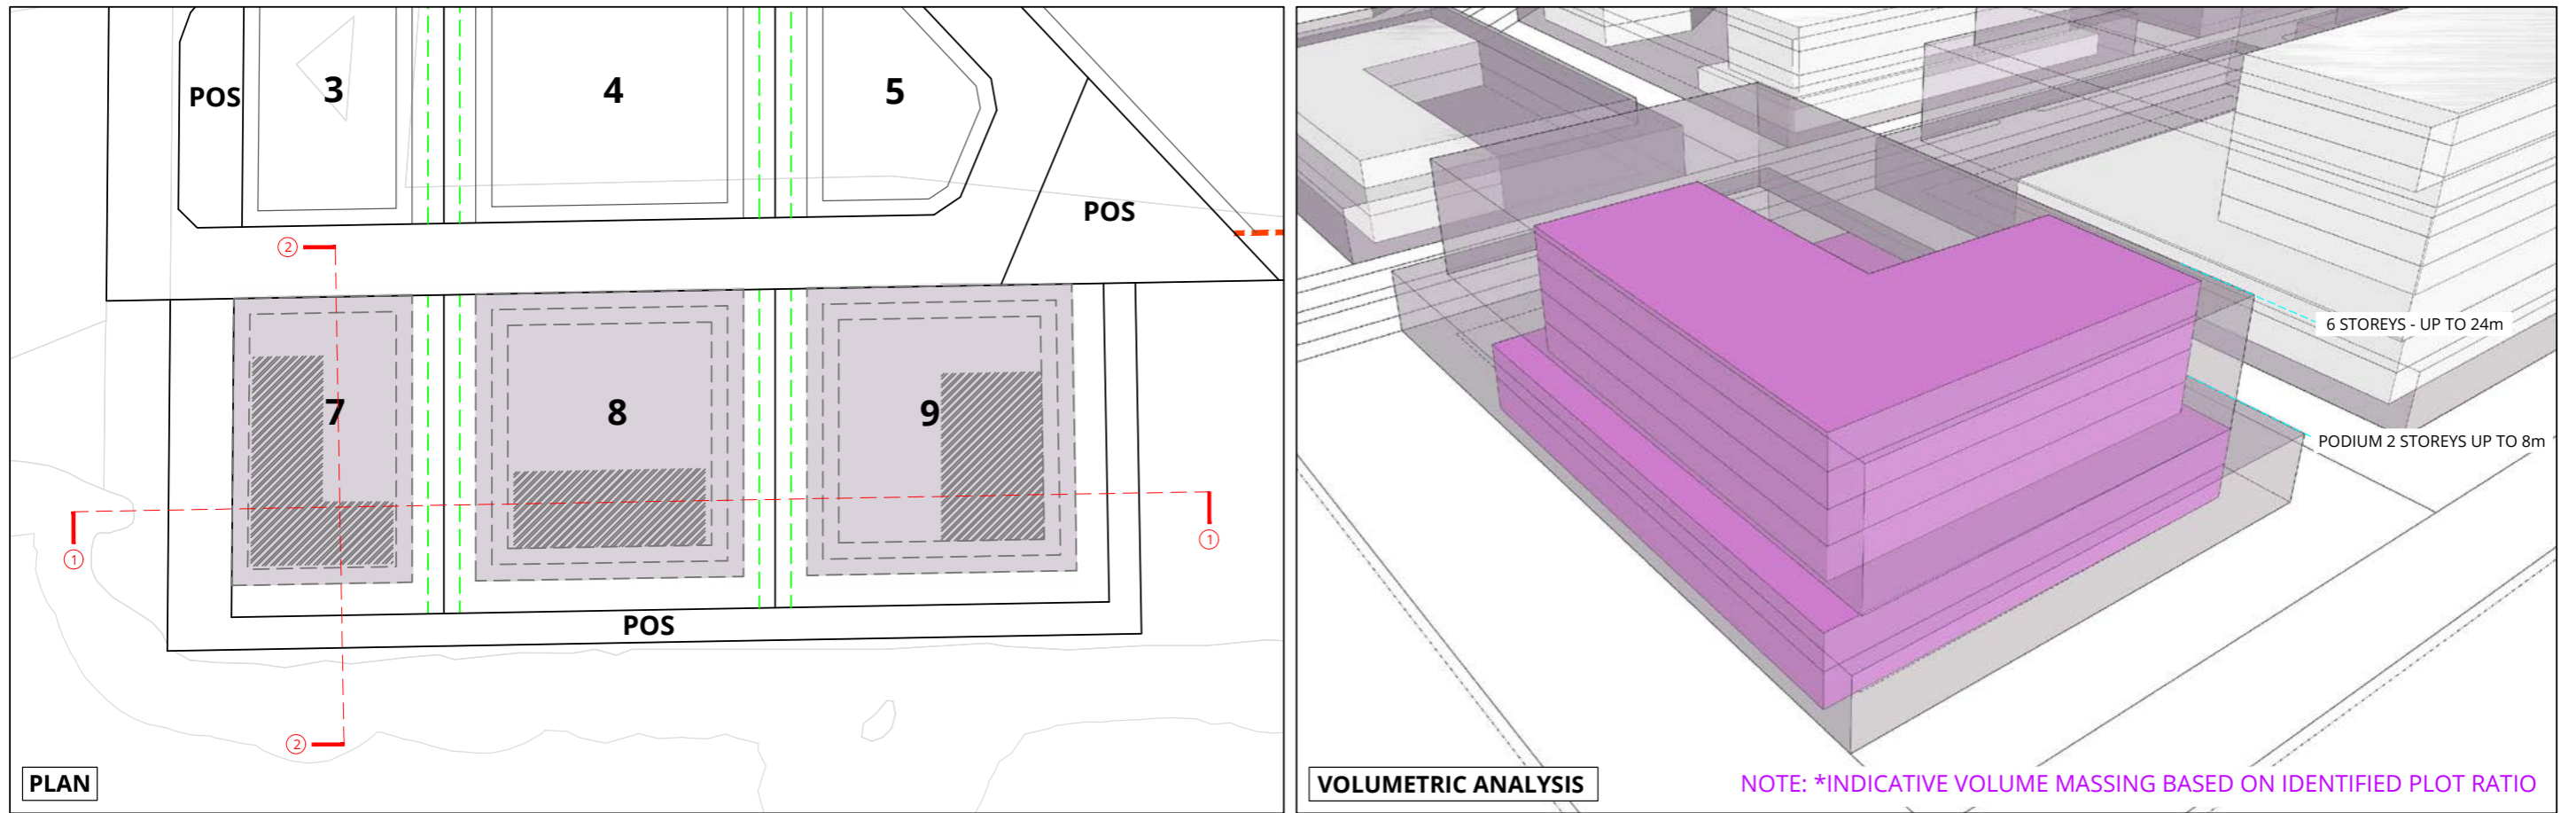 3
4
5
POS
POS
2
7
8
9
1
1
POS
2
PLAN
6 STOREYS - UP TO 24m
PODIUM 2 STOREYS UP TO 8m
VOLUMETRIC ANALYSIS
NOTE: *INDICATIVE VOLUME MASSING BASED ON IDENTIFIED PLOT RATIO